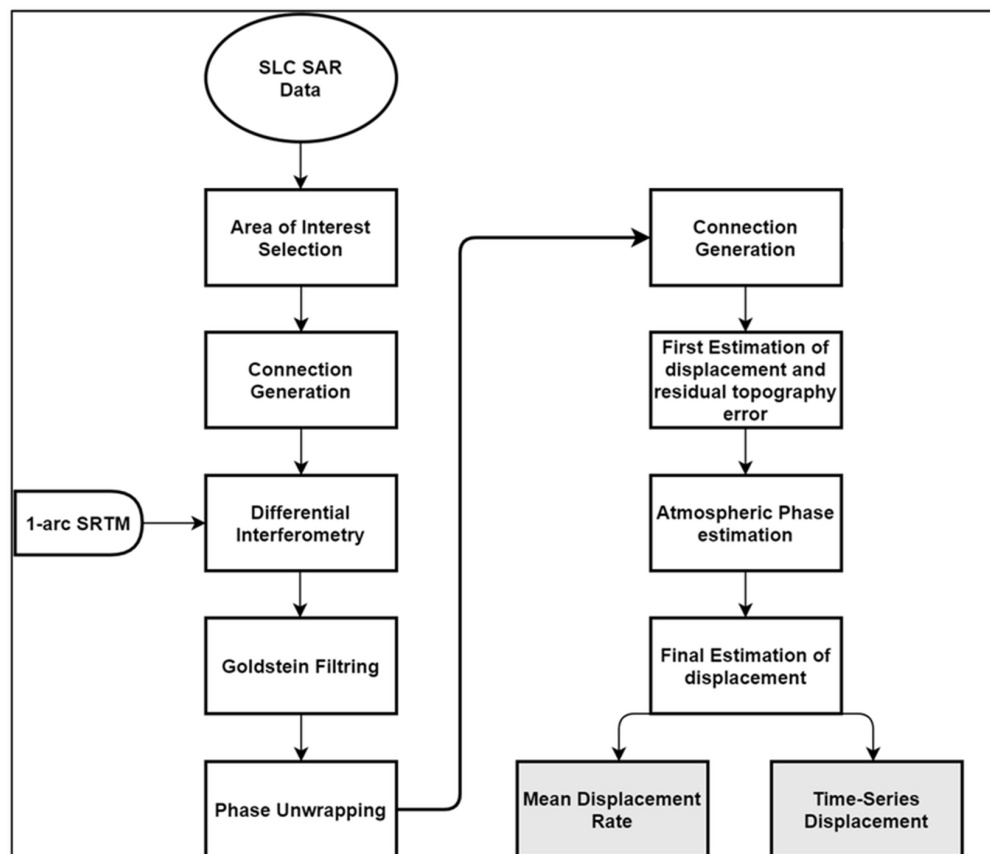 SLC SAR
Data
Area of Interest
Selection
Connection
Generation
1-arc SRTM
Differential
Interferometry
Goldstein Filtring
Phase Unwrapping
Connection
Generation
First Estimation of
displacement and
residual topography
error
Atmospheric Phase
estimation
Final Estimation of
displacement
Mean Displacement
Rate
Time-Series
Displacement